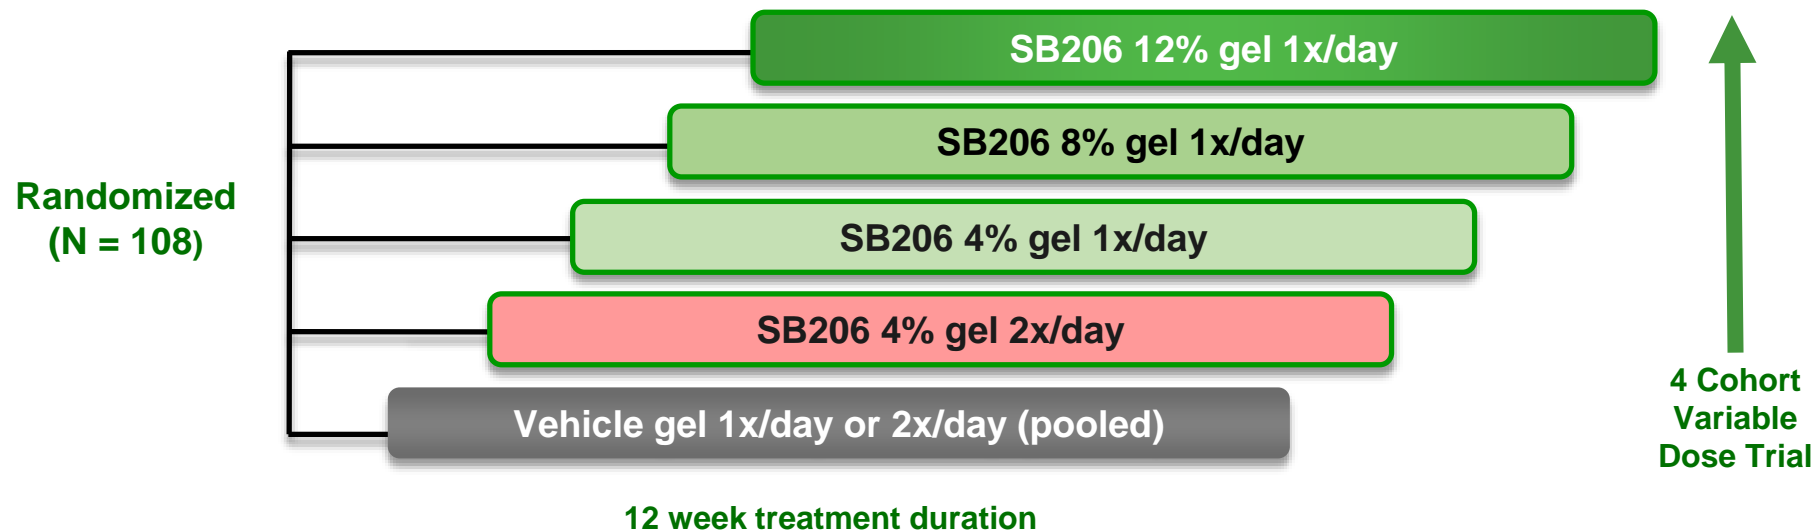 SB206 12% gel 1x/day
SB206 8% gel 1x/day
Randomized
(N = 108)
SB206 4% gel 1x/day
SB206 4% gel 2x/day
Vehicle gel 1x/day or 2x/day (pooled)
4 Cohort
Variable
Dose Trial
12 week treatment duration